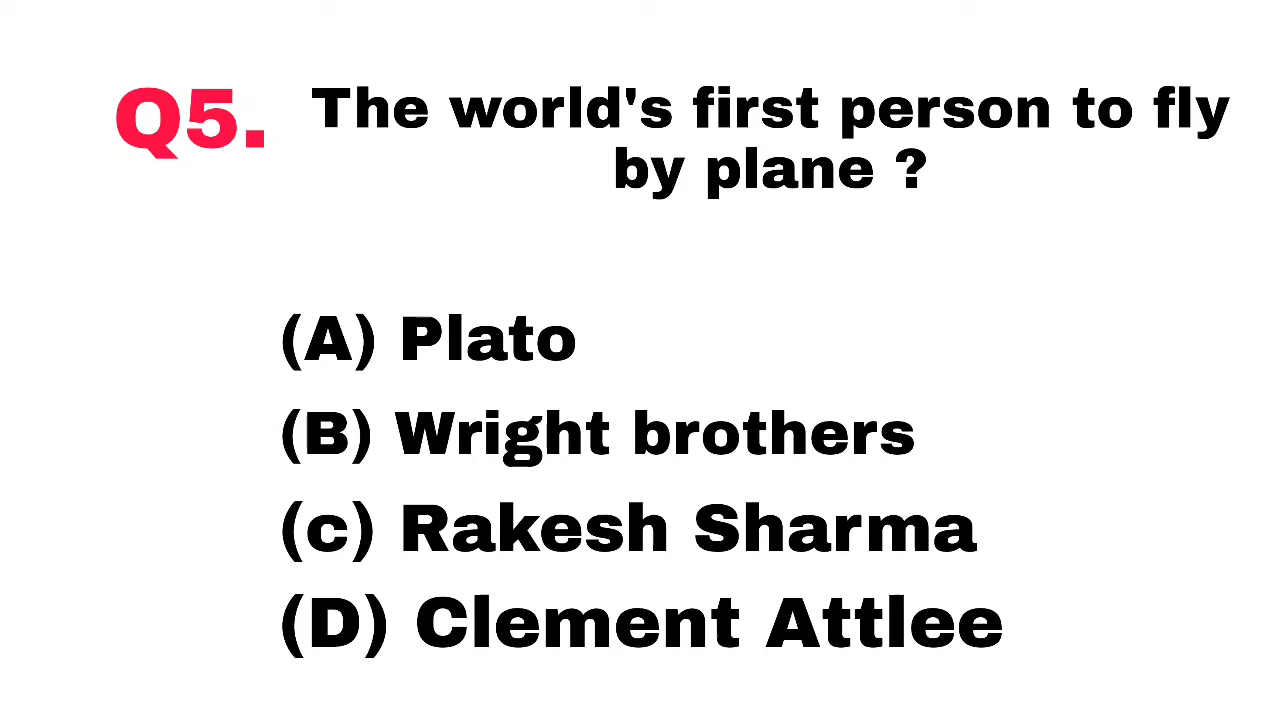 Q5. The world's first person to fly
by plane ?
(A) Plato
(B) Wright brothers
(c) Rakesh Sharma
(D) Clement Attlee